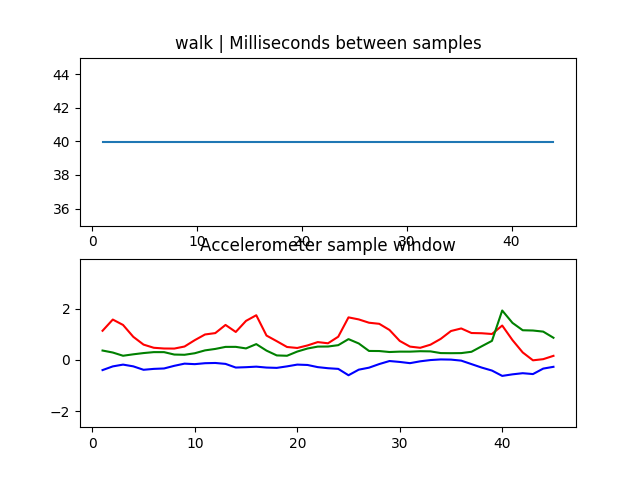 walk | Milliseconds between samples
44
42
40
38
36
0 10 20 30 40
Accelerometer sample window
2
0
−2
0 10 20 30 40